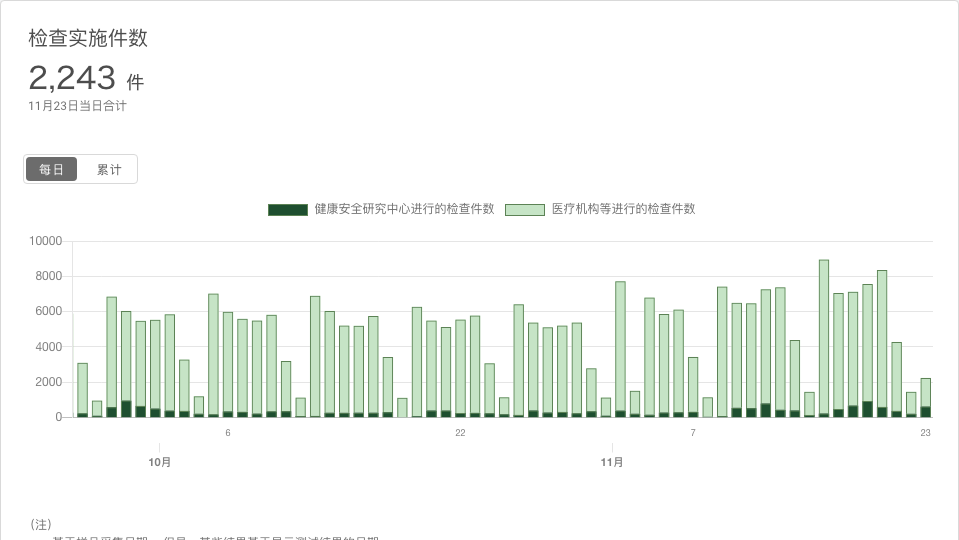 检查实施件数
2,243 件
11月23日当日合计
每日 累计
健康安全研究中心进行的检查件数 医疗机构等进行的检查件数
10000
8000
6000
4000
2000
0
6 22 7 23
10月 11月
（注）